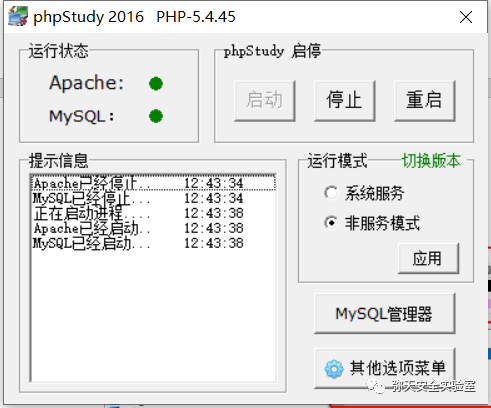 phpStudy 2016 PHP-5.4.45
运行状态
Apache:
MySQL:
phpStudy 启停
启动 停止 重启
提示信息
Apache已经停止.. 12:43:34
MySQL已经停止... 12:43:34
正在启动进程.... 12:43:38
Apache已经启动.. 12:43:38
MySQL已经启动... 12:43:38
运行模式 切换版本
系统服务
非服务模式
应用
MySQL管理器
其他选项菜单
弥天安全实验室